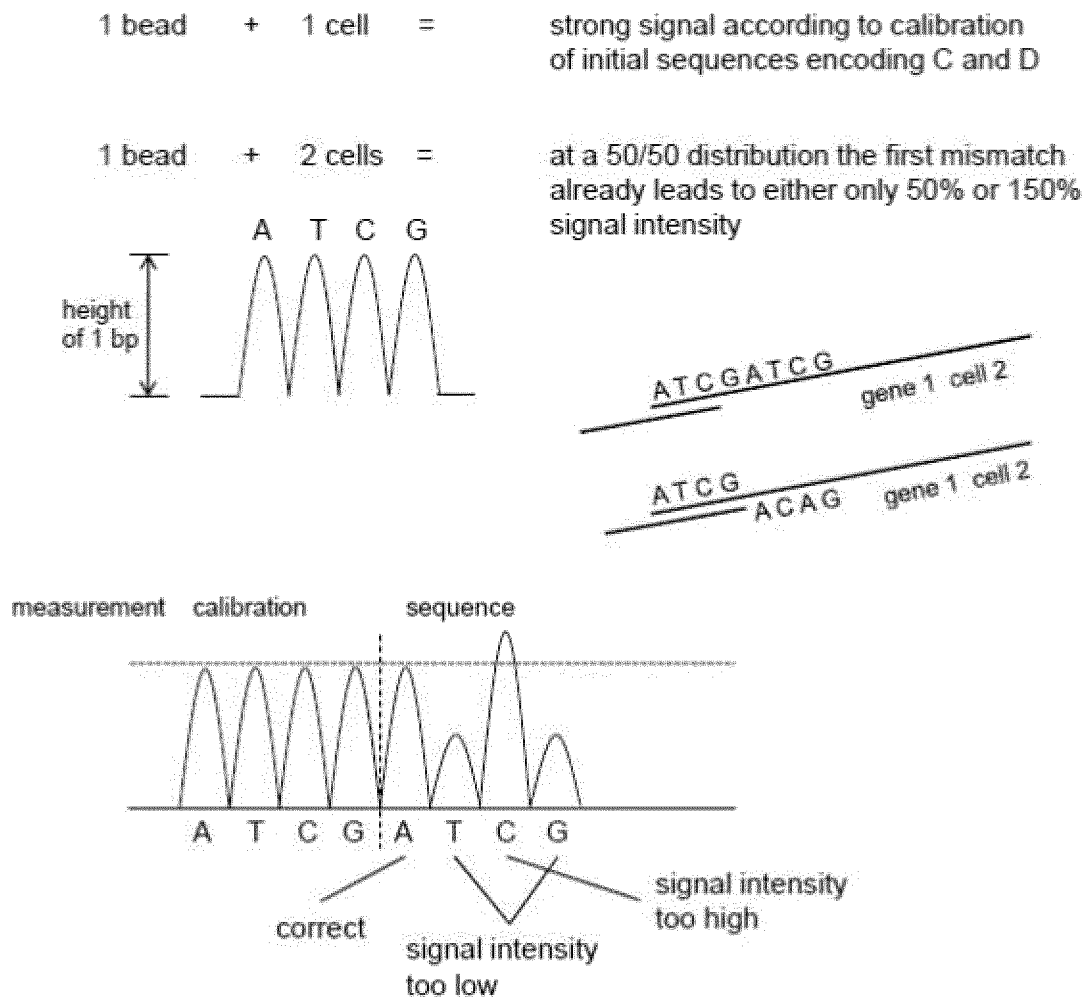 1 bead + 1 cell = strong signal according to calibration
of initial sequences encoding C and D
1 bead + 2 cells = at a 50/50 distribution the first mismatch
already leads to either only 50% or 150%
signal intensity
A T C G
height
of 1 bp
ATCGATCG
gene 1 cell 2
ATCG
ACAG
gene 1 cell 2
measurement calibration sequence
A T C G A T C G
correct
signal intensity
too low
signal intensity
too high